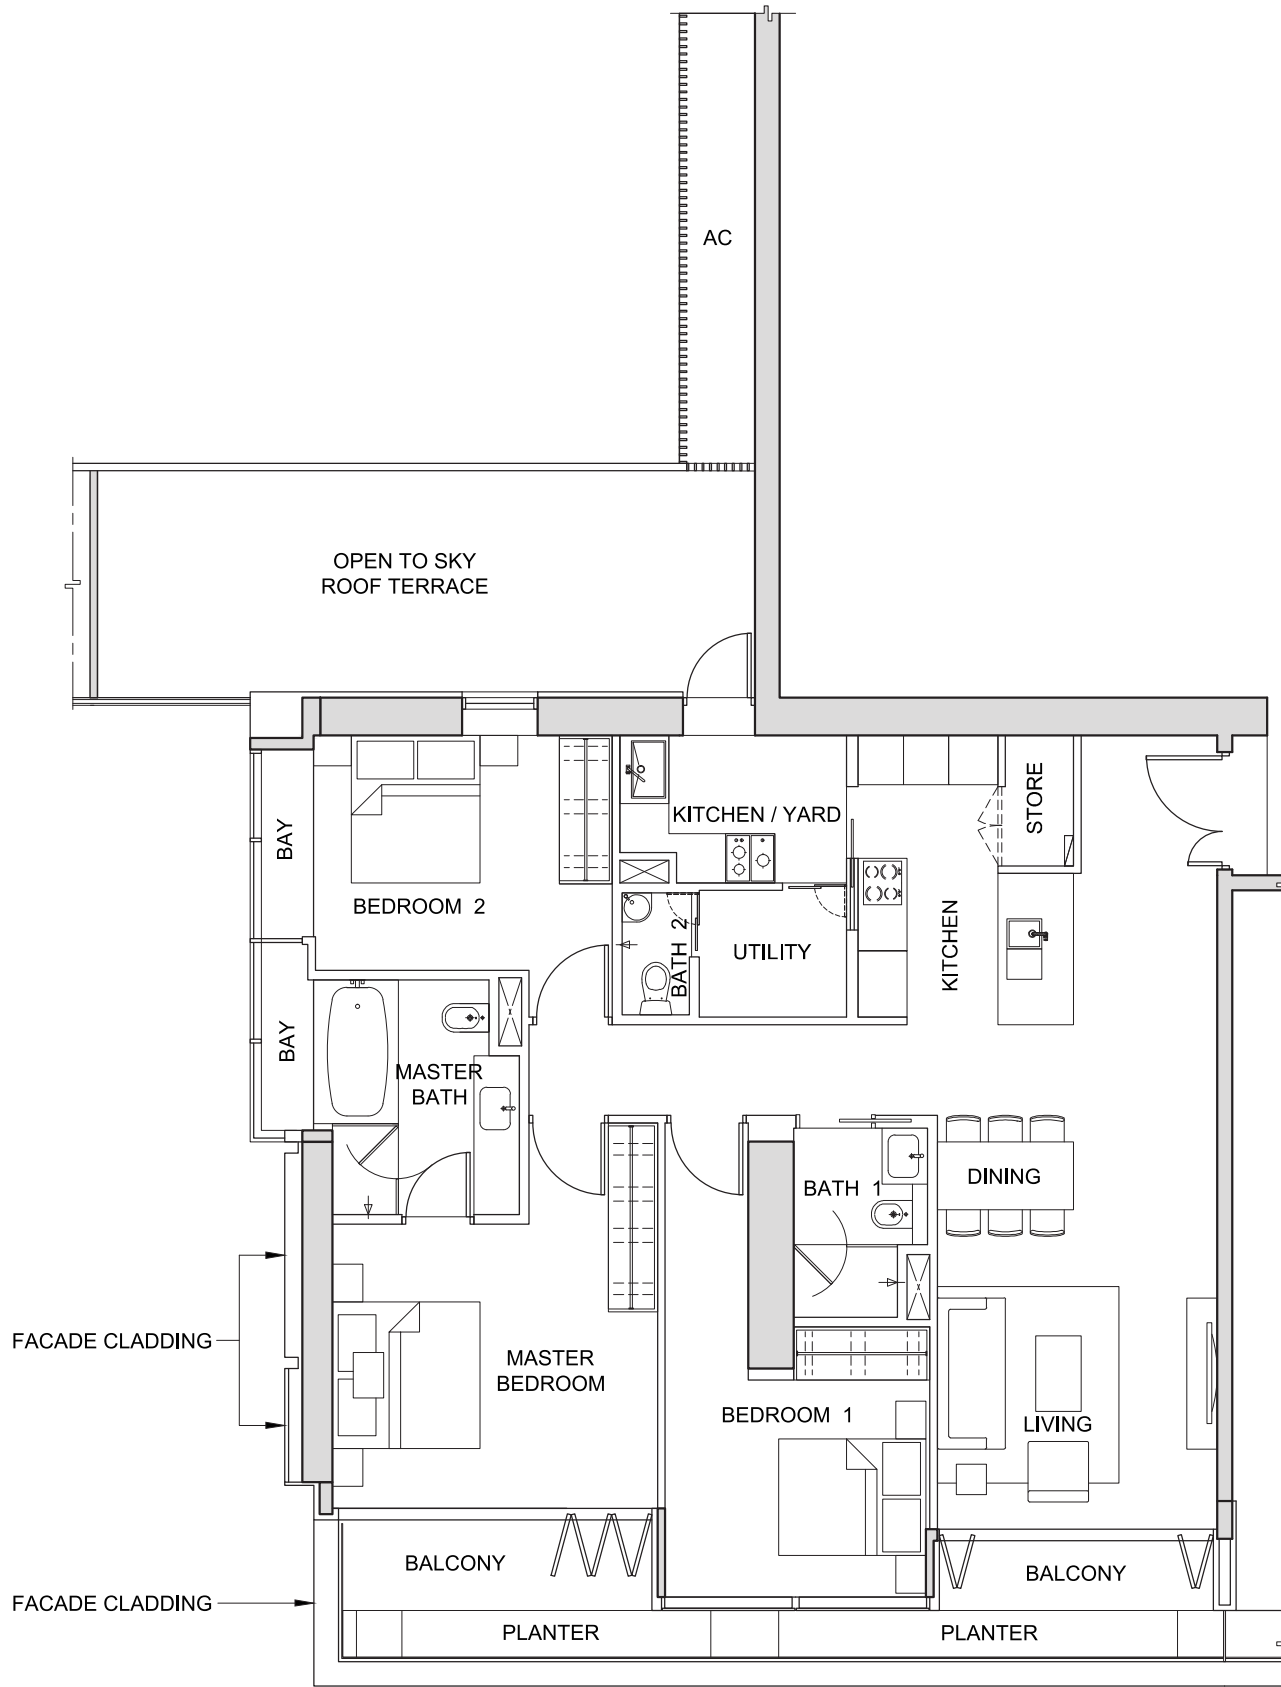 AC
OPEN TO SKY
ROOF TERRACE
KITCHEN / YARD
STORE
BAY
BEDROOM 2
BATH 2
UTILITY
KITCHEN
BAY
MASTER
BATH
DINING
BATH 1
FACADE CLADDING
MASTER
BEDROOM
BEDROOM 1
LIVING
BALCONY
BALCONY
FACADE CLADDING
PLANTER
PLANTER